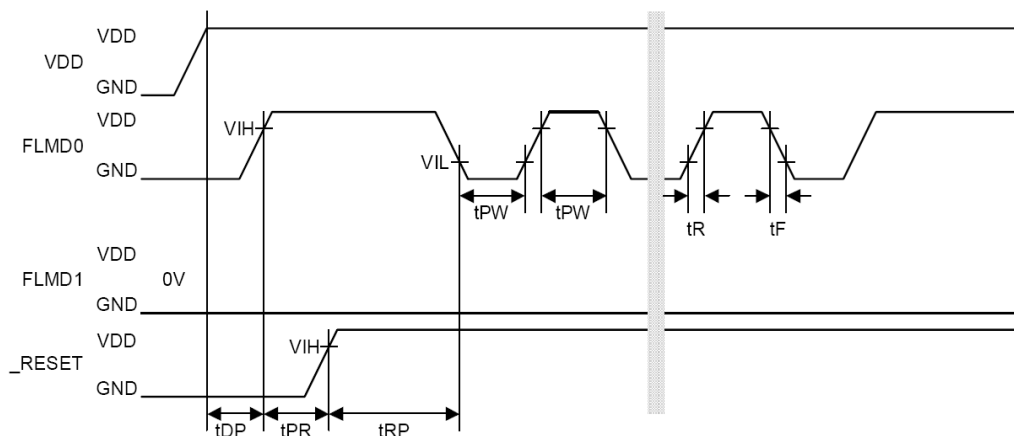 VDD
VDD
GND
VDD
FLMD0
VIH
GND
VIL
tPW
tPW
tR
tF
VDD
FLMD1
0V
GND
VDD
_RESET
VIH
GND
tDP
tPR
tRP